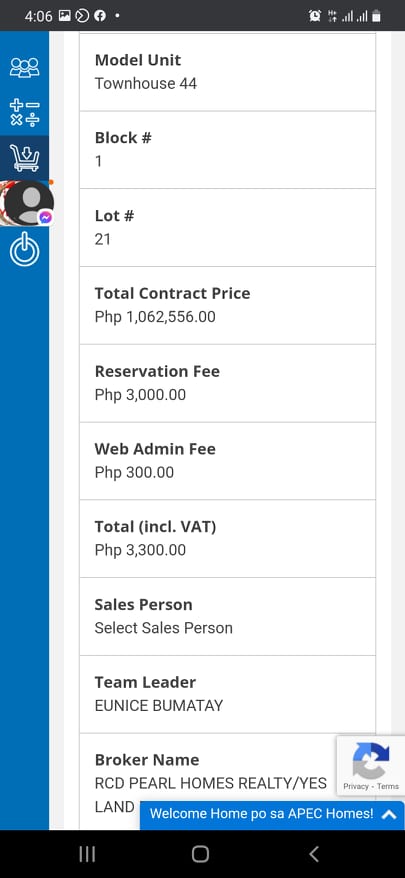 4:06
Model Unit
Townhouse 44
Block #
1
Lot #
21
Total Contract Price
Php 1,062,556.00
Reservation Fee
Php 3,000.00
Web Admin Fee
Php 300.00
Total (incl. VAT)
Php 3,300.00
Sales Person
Select Sales Person
Team Leader
EUNICE BUMATAY
Broker Name
RCD PEARL HOMES REALTY/YES
LAND
Privacy - Terms
Welcome Home po sa APEC Homes!